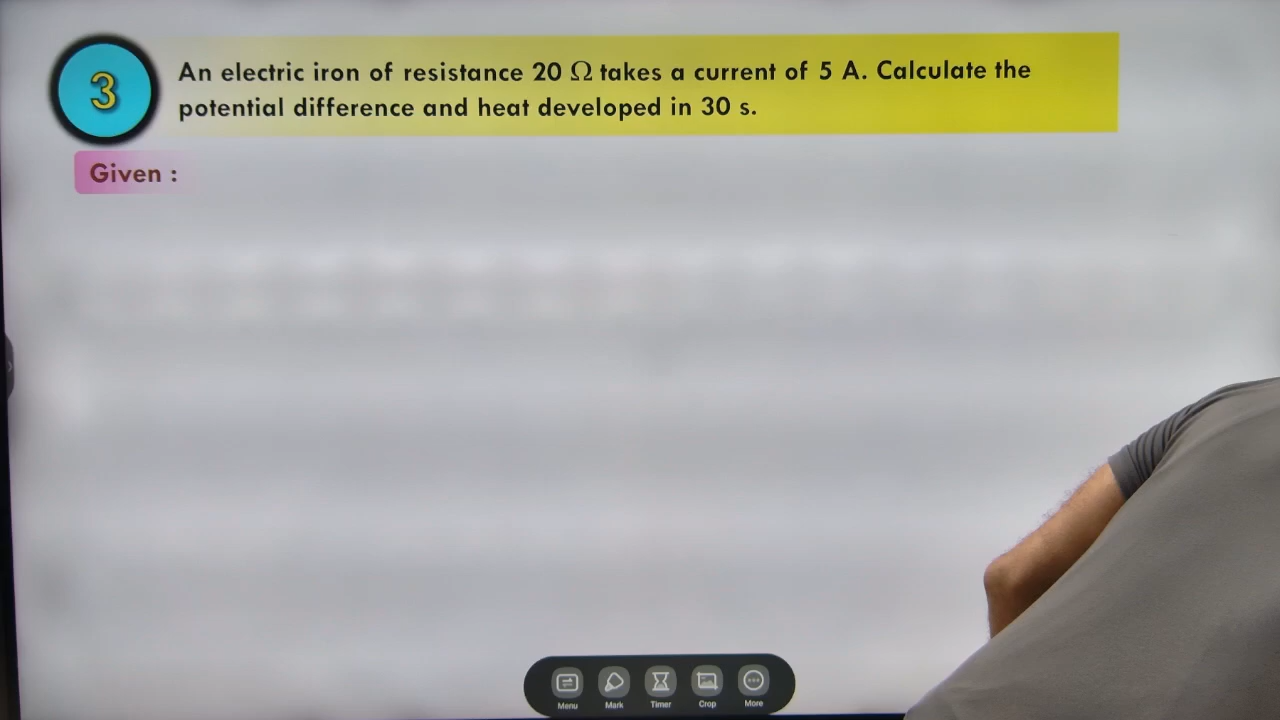 3
An electric iron of resistance 20 Ω takes a current of 5 A. Calculate the
potential difference and heat developed in 30 s.
Given :
Menu Mark Timer Crop More